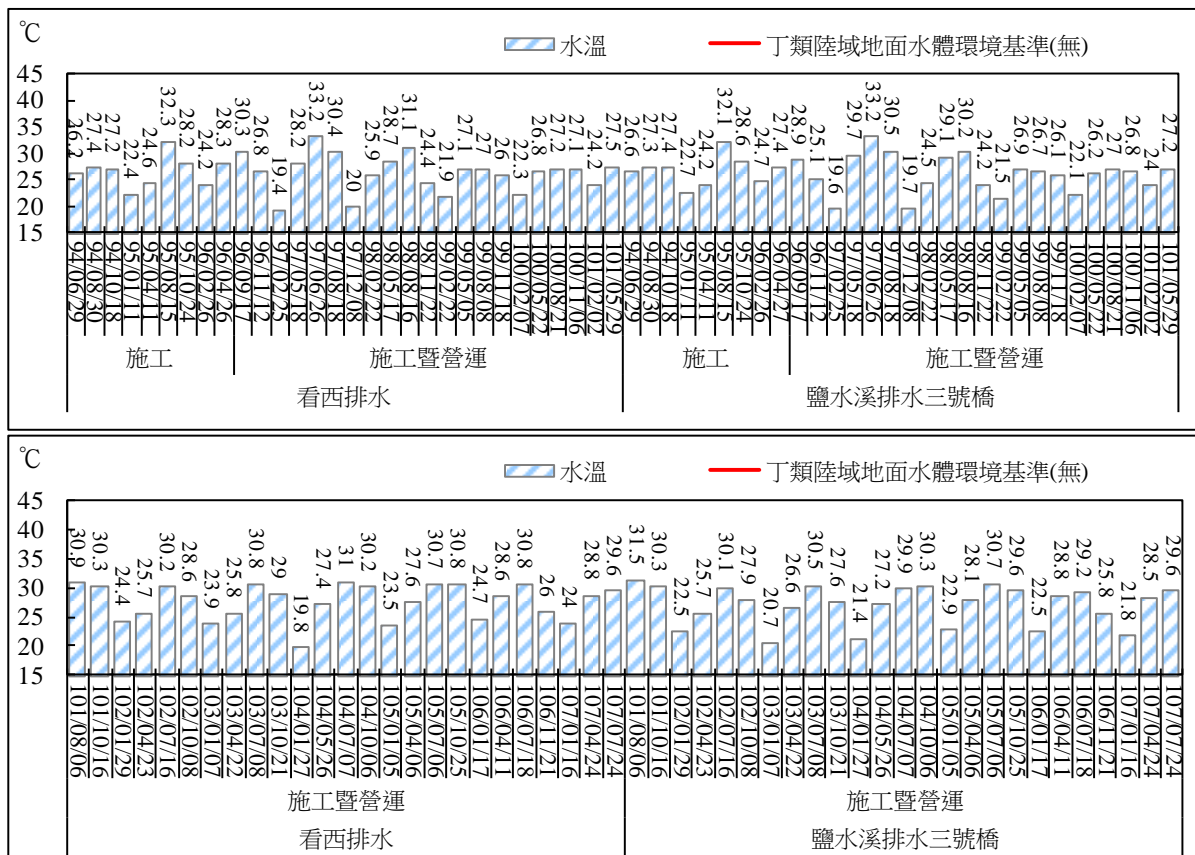 ℃
水溫 丁類陸域地面水體環境基準(無)
45
40
35
30
25
20
15
26.2 27.4 27.2 22.4 24.6 32.3 28.2 24.2 28.3 30.3 26.8 19.4 28.2 33.2 30.4 20 25.9 28.7 31.1 24.4 21.9 27.1 27 26 22.3 26.8 27.2 27.1 24.2 27.5 26.6 27.3 27.4 22.7 24.2 32.1 28.6 24.7 27.4 28.9 25.1 19.6 29.7 33.2 30.5 19.7 24.5 29.1 30.2 24.2 21.5 26.9 26.7 26.1 22.1 26.2 27 26.8 24 27.2
94/06/29 94/08/30 94/10/18 95/01/11 95/04/11 95/08/15 95/10/24 96/02/26 96/04/26 96/09/17 96/11/12 97/02/25 97/05/18 97/06/26 97/08/18 97/12/08 98/02/22 98/05/17 98/08/16 98/11/22 99/02/22 99/05/05 99/08/08 99/11/18 100/02/07 100/05/22 100/08/21 100/11/06 101/02/02 101/05/29 94/06/29 94/08/30 94/10/18 95/01/11 95/04/11 95/08/15 95/10/24 96/02/26 96/04/27 96/09/17 96/11/12 97/02/25 97/05/18 97/06/26 97/08/18 97/12/08 98/02/22 98/05/17 98/08/16 98/11/22 99/02/22 99/05/05 99/08/08 99/11/18 100/02/07 100/05/22 100/08/21 100/11/06 101/02/02 101/05/29
施工 施工暨營運 施工 施工暨營運
看西排水 鹽水溪排水三號橋
℃
水溫 丁類陸域地面水體環境基準(無)
45
40
35
30
25
20
15
30.9 30.3 24.4 25.7 30.2 28.6 23.9 25.8 30.8 29 19.8 27.4 31 30.2 23.5 27.6 30.7 30.8 24.7 28.6 30.8 26 24 28.8 29.6 31.5 30.3 22.5 25.7 30.1 27.9 20.7 26.6 30.5 27.6 21.4 27.2 29.9 30.3 22.9 28.1 30.7 29.6 22.5 28.8 29.2 25.8 21.8 28.5 29.6
101/08/06 101/10/16 102/01/29 102/04/23 102/07/16 102/10/08 103/01/07 103/04/22 103/07/08 103/10/21 104/01/27 104/05/26 104/07/07 104/10/06 105/01/05 105/04/06 105/07/06 105/10/25 106/01/17 106/04/11 106/07/18 106/11/21 107/01/16 107/04/24 107/07/24 101/08/06 101/10/16 102/01/29 102/04/23 102/07/16 102/10/08 103/01/07 103/04/22 103/07/08 103/10/21 104/01/27 104/05/26 104/07/07 104/10/06 105/01/05 105/04/06 105/07/06 105/10/25 106/01/17 106/04/11 106/07/18 106/11/21 107/01/16 107/04/24 107/07/24
施工暨營運 施工暨營運
看西排水 鹽水溪排水三號橋